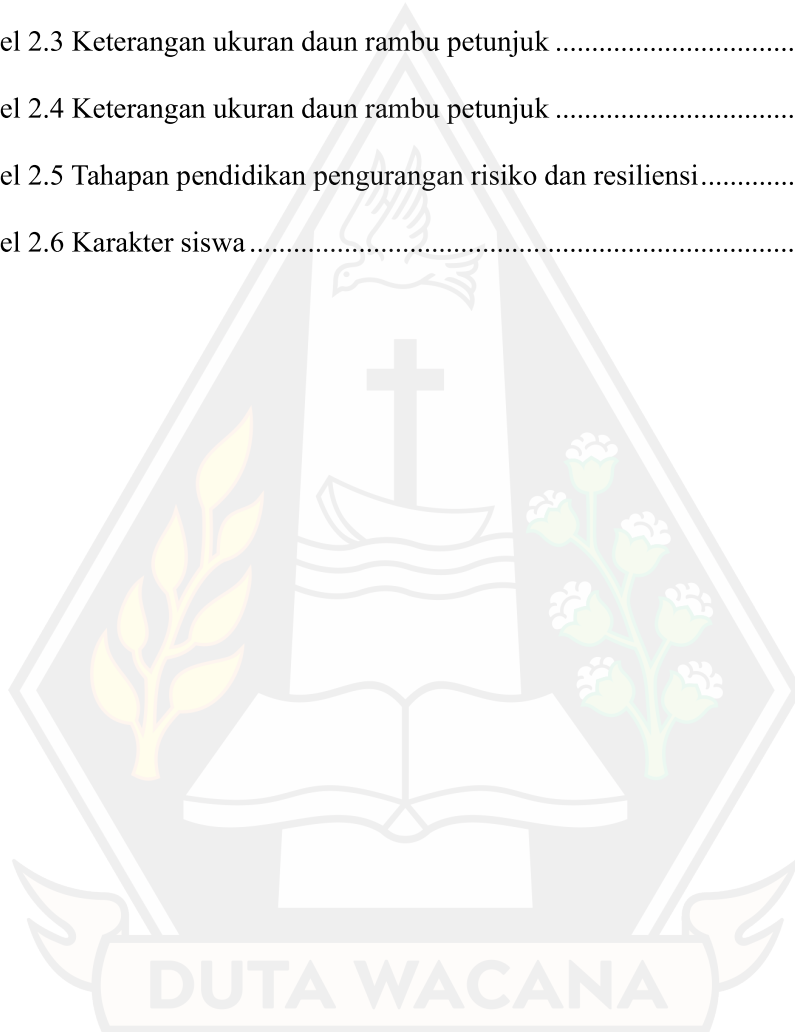 el 2.3 Keterangan ukuran daun rambu petunjuk .................................
el 2.4 Keterangan ukuran daun rambu petunjuk .................................
el 2.5 Tahapan pendidikan pengurangan risiko dan resiliensi.............
el 2.6 Karakter siswa ...........................................................................
DUTA WACANA